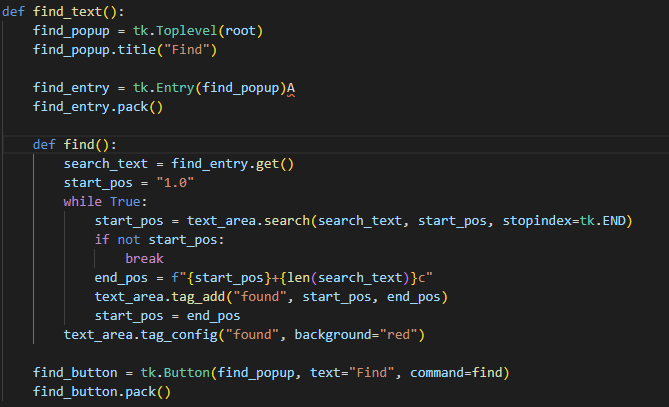 def find_text():
    find_popup = tk.Toplevel(root)
    find_popup.title("Find")

    find_entry = tk.Entry(find_popup)A
    find_entry.pack()

    def find():
        search_text = find_entry.get()
        start_pos = "1.0"
        while True:
            start_pos = text_area.search(search_text, start_pos, stopindex=tk.END)
            if not start_pos:
                break
            end_pos = f"{start_pos}+{len(search_text)}c"
            text_area.tag_add("found", start_pos, end_pos)
            start_pos = end_pos
        text_area.tag_config("found", background="red")

    find_button = tk.Button(find_popup, text="Find", command=find)
    find_button.pack()